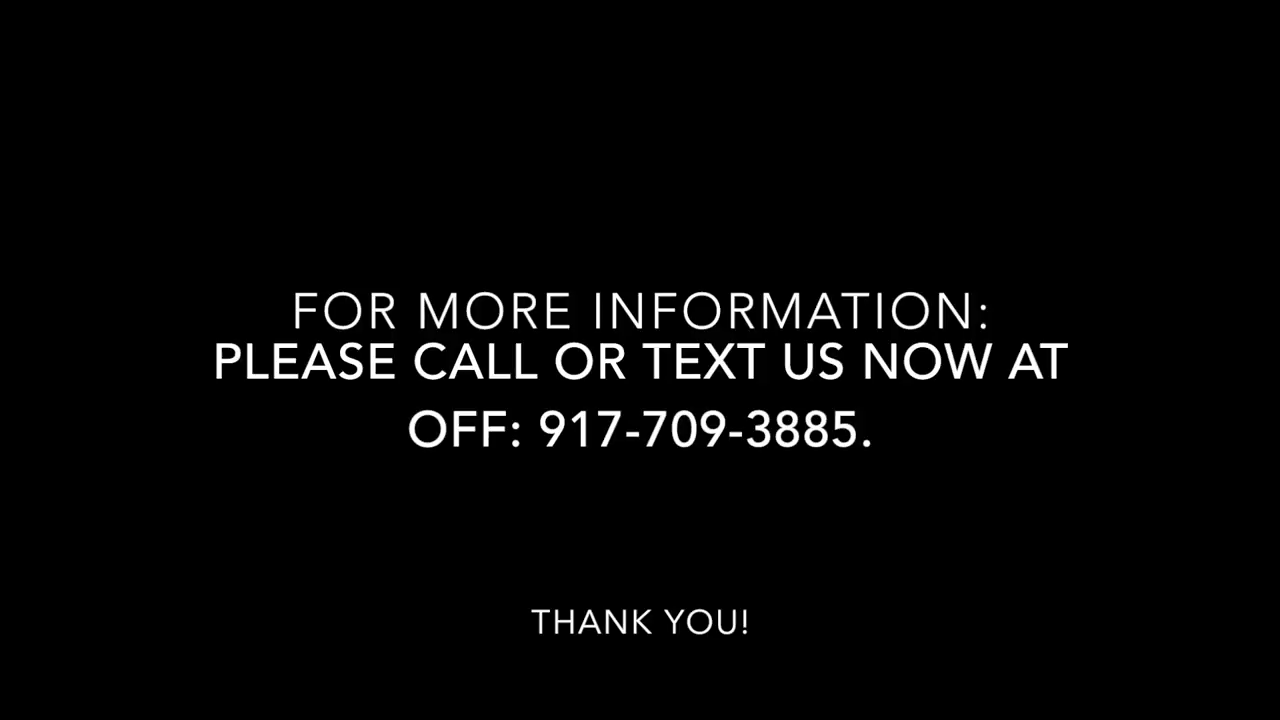 FOR MORE INFORMATION:
PLEASE CALL OR TEXT US NOW AT
OFF: 917-709-3885.
THANK YOU!